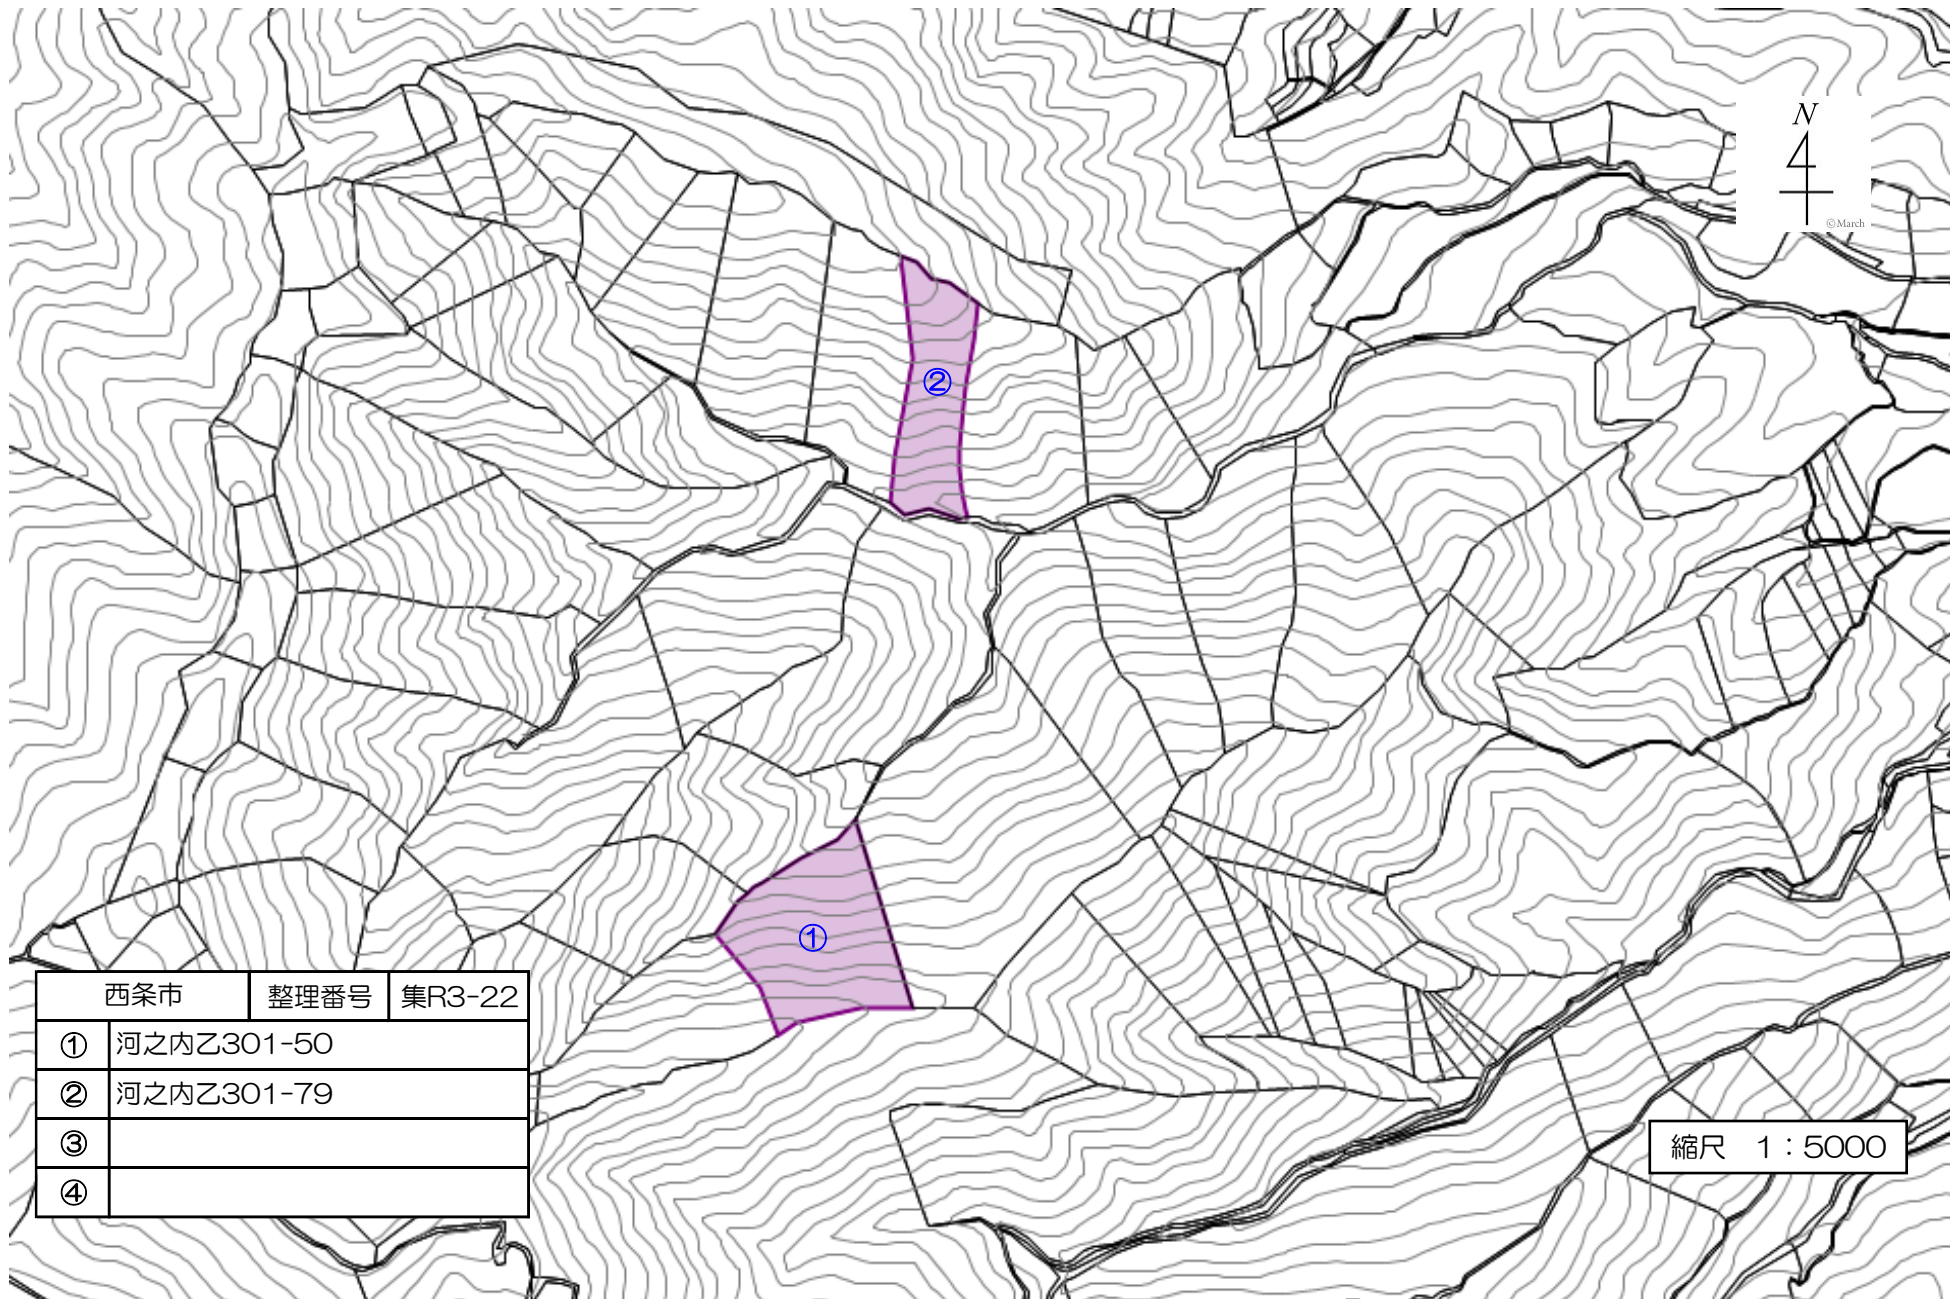 N
©March
②
①
西条市 整理番号 集R3-22
① 河之内乙301-50
② 河之内乙301-79
③
④
縮尺 1：5000